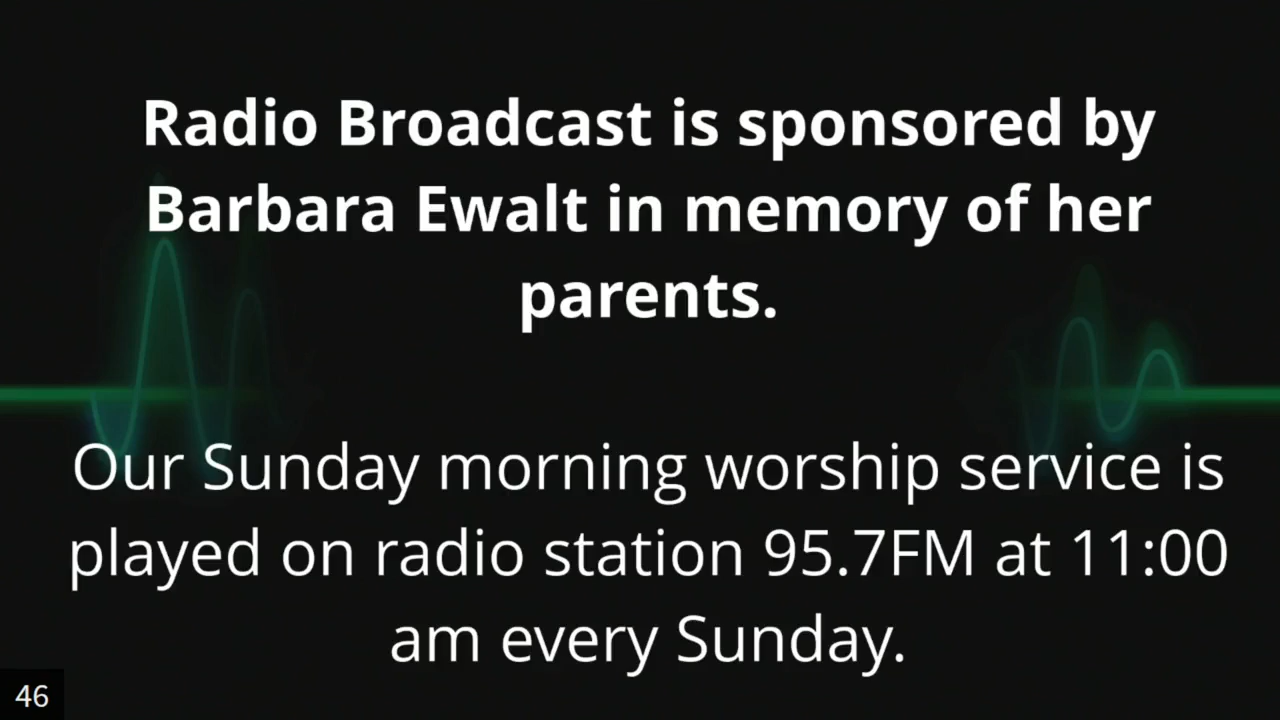 Radio Broadcast is sponsored by
Barbara Ewalt in memory of her
parents.
Our Sunday morning worship service is
played on radio station 95.7FM at 11:00
am every Sunday.
46